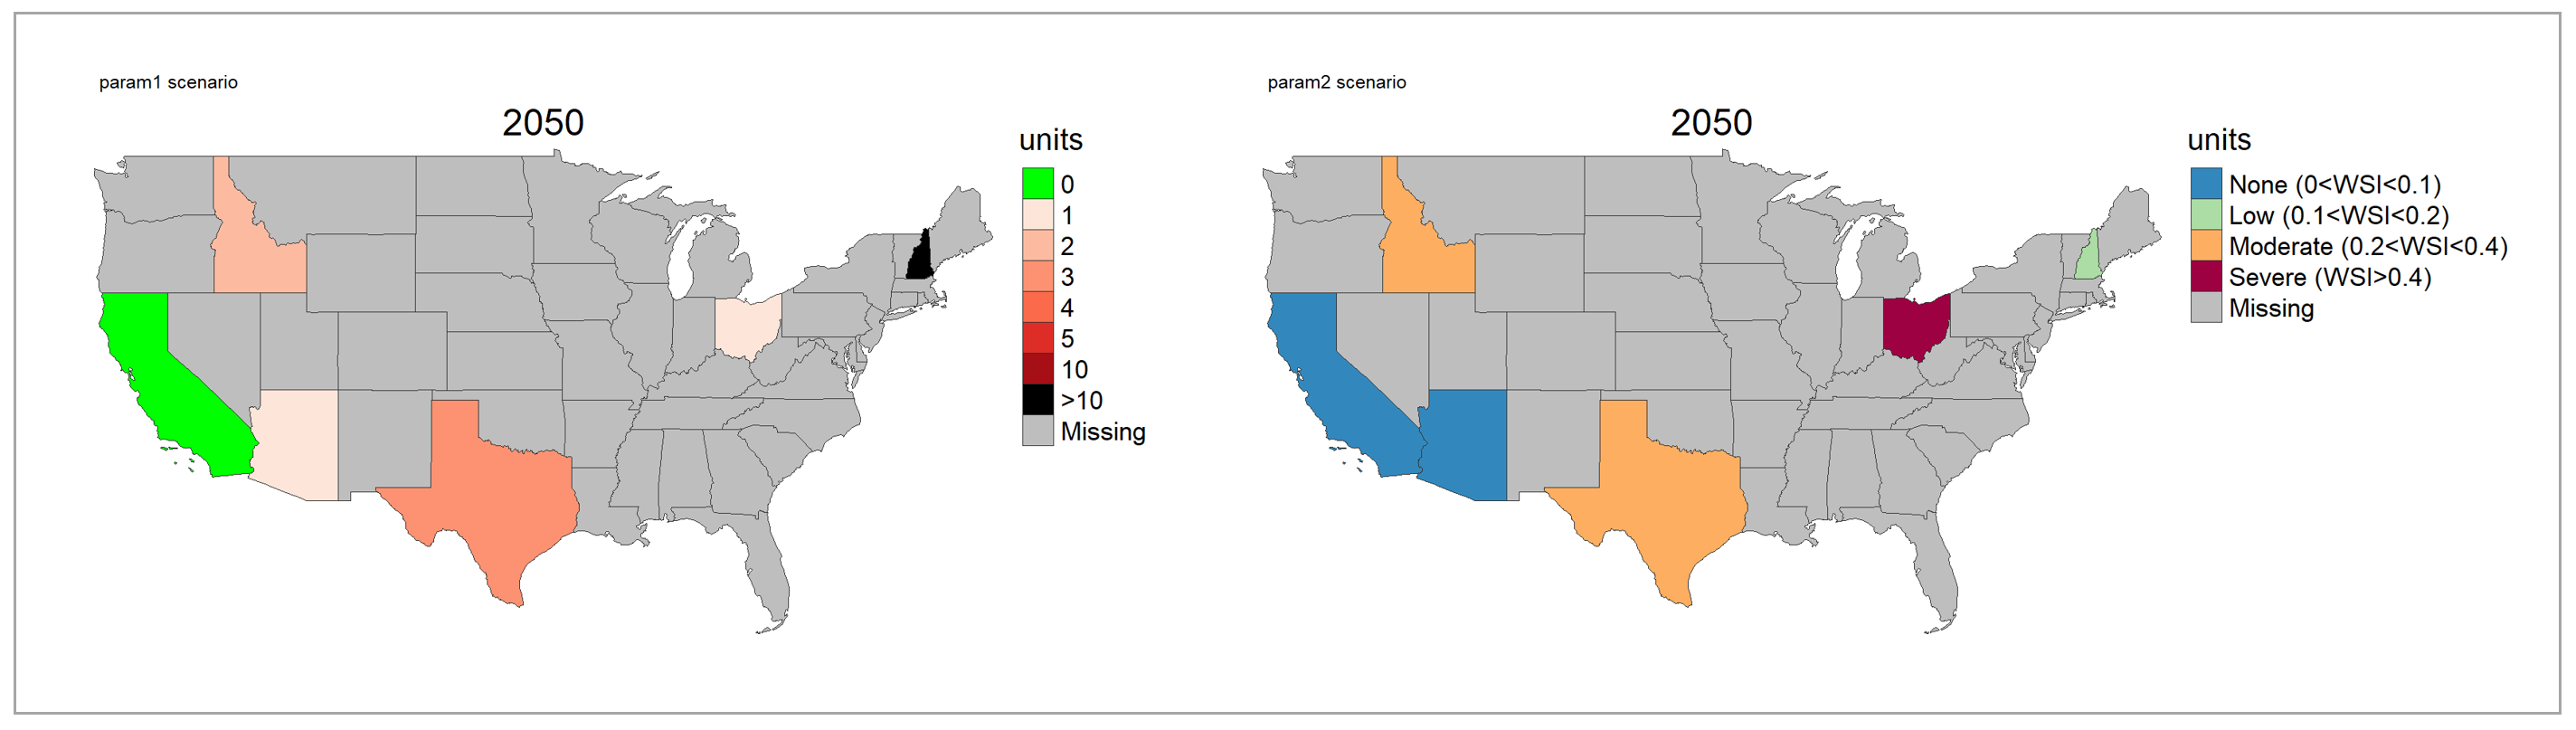 param1 scenario
2050
units
0
1
2
3
4
5
10
>10
Missing
param2 scenario
2050
units
None (0<WSI<0.1)
Low (0.1<WSI<0.2)
Moderate (0.2<WSI<0.4)
Severe (WSI>0.4)
Missing